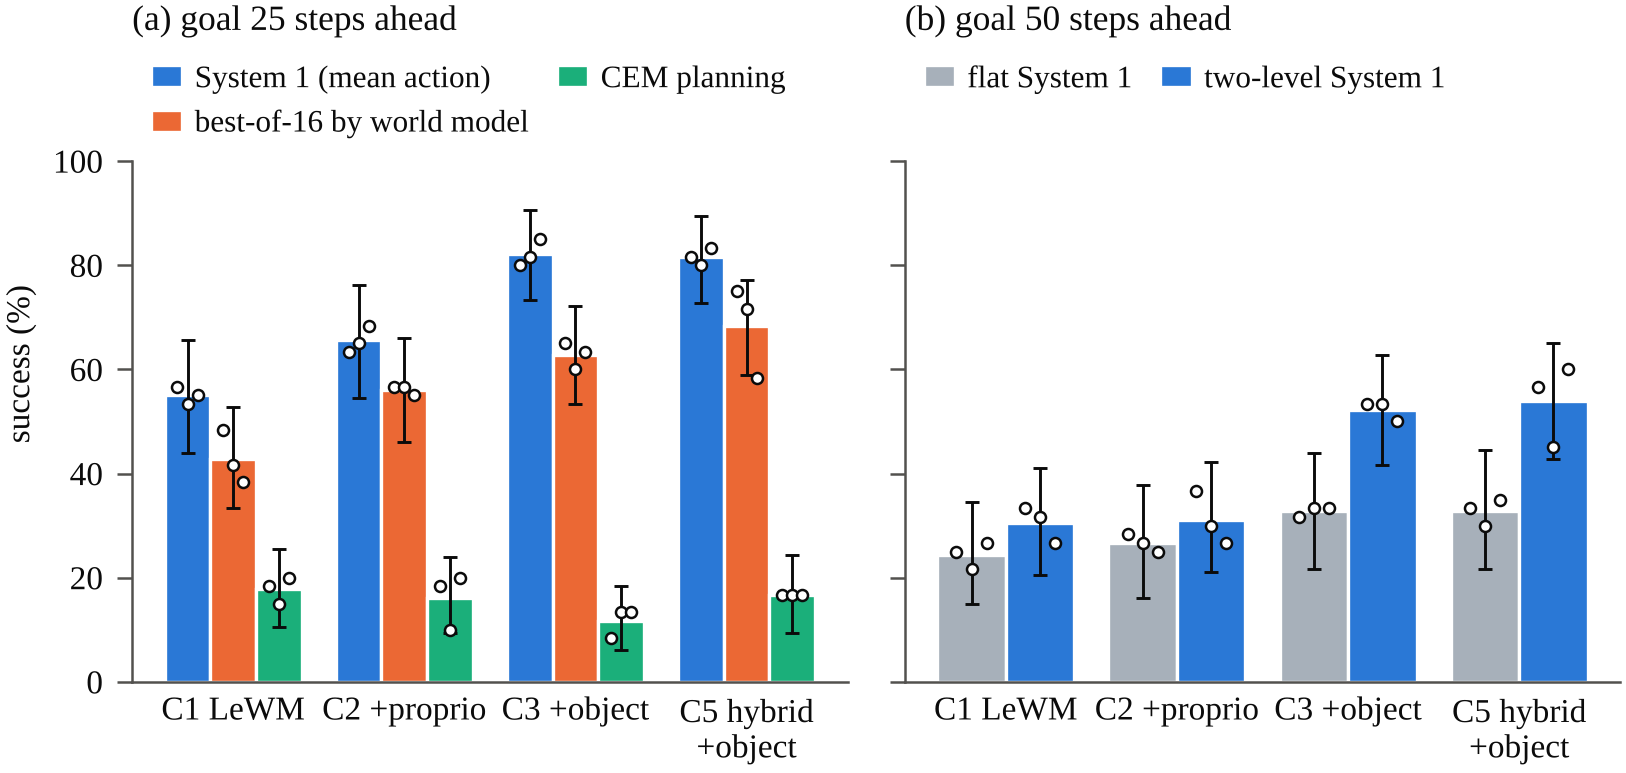 (a) goal 25 steps ahead
System 1 (mean action)
CEM planning
best-of-16 by world model
success (%)
100
80
60
40
20
0
C1 LeWM
C2 +proprio
C3 +object
C5 hybrid
+object
(b) goal 50 steps ahead
flat System 1
two-level System 1
C1 LeWM
C2 +proprio
C3 +object
C5 hybrid
+object